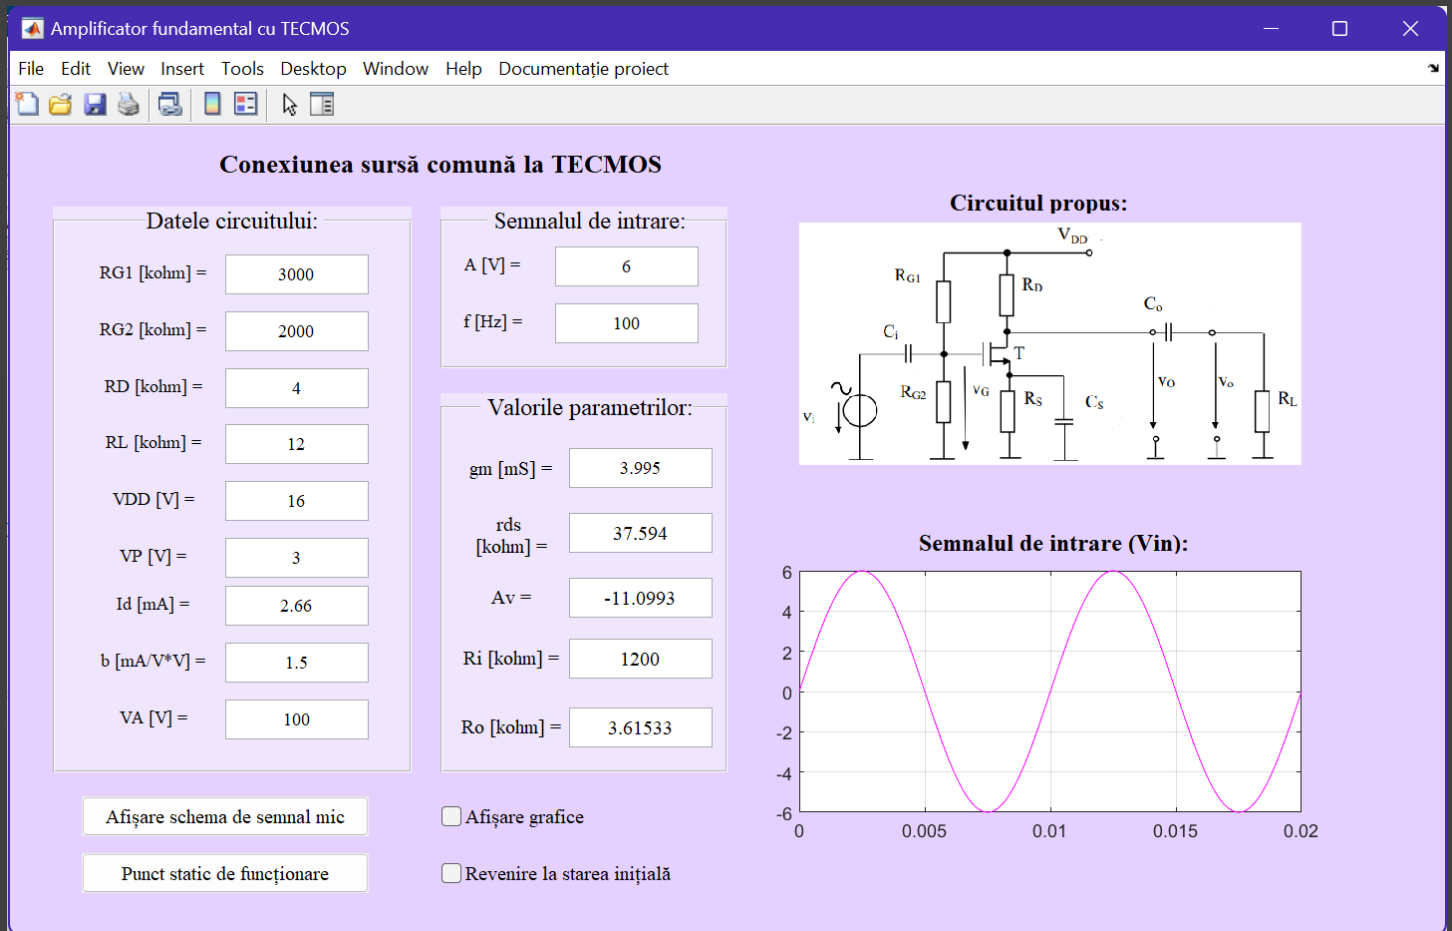 Amplificator fundamental cu TECMOS
File Edit View Insert Tools Desktop Window Help Documentație proiect
Conexiunea sursă comună la TECMOS
Datele circuitului:
RG1 [kohm] = 3000
RG2 [kohm] = 2000
RD [kohm] = 4
RL [kohm] = 12
VDD [V] = 16
VP [V] = 3
Id [mA] = 2.66
b [mA/V*V] = 1.5
VA [V] = 100
Afișare schema de semnal mic
Punct static de funcționare
Semnalul de intrare:
A [V] = 6
f [Hz] = 100
Valorile parametrilor:
gm [mS] = 3.995
rds
[kohm] = 37.594
Av = -11.0993
Ri [kohm] = 1200
Ro [kohm] = 3.61533
Afișare grafice
Revenire la starea inițială
Circuitul propus:
VDD
RG1
RD
Co
Ci
T
RG2
vG
RS
CS
vO
vo
RL
vi
Semnalul de intrare (Vin):
6
4
2
0
-2
-4
-6
0 0.005 0.01 0.015 0.02